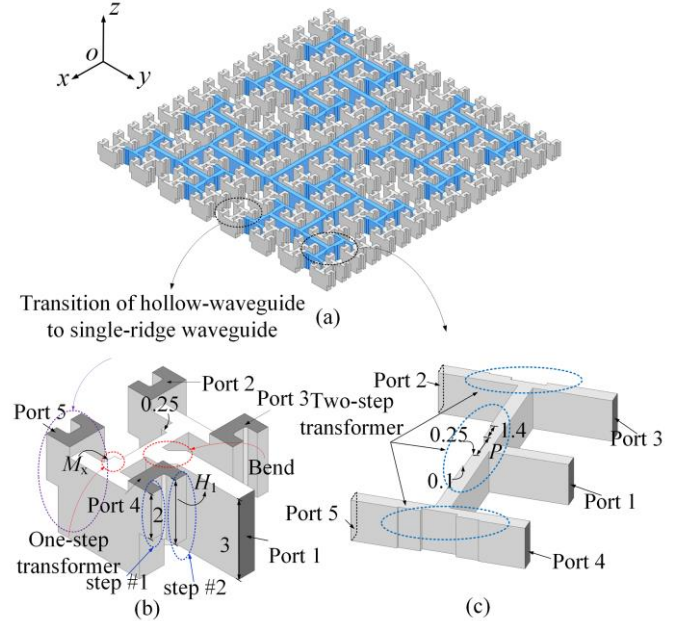 z
o
x
y
Transition of hollow-waveguide
to single-ridge waveguide
(a)
Port 5
Port 2
0.25
Port 3
Mx
Port 4
H1
Bend
2
3
Port 1
One-step
transformer
step #1
step #2
(b)
Port 2
Two-step
transformer
0.25
1.4
P
Port 3
0.1
Port 1
Port 5
Port 4
(c)